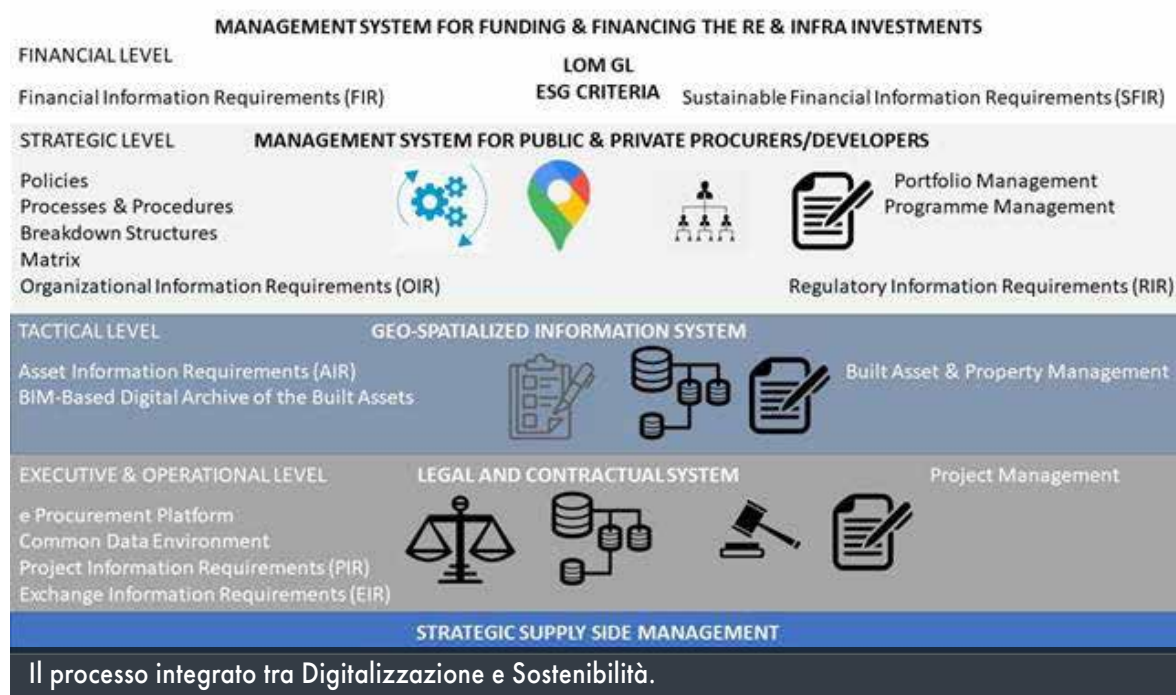 MANAGEMENT SYSTEM FOR FUNDING & FINANCING THE RE & INFRA INVESTMENTS
FINANCIAL LEVEL
LOM GL
ESG CRITERIA
Financial Information Requirements (FIR)
Sustainable Financial Information Requirements (SFIR)
STRATEGIC LEVEL
MANAGEMENT SYSTEM FOR PUBLIC & PRIVATE PROCURERS/DEVELOPERS
Policies
Processes & Procedures
Breakdown Structures
Matrix
Organizational Information Requirements (OIR)
Portfolio Management
Programme Management
Regulatory Information Requirements (RIR)
TACTICAL LEVEL
GEO-SPATIALIZED INFORMATION SYSTEM
Asset Information Requirements (AIR)
BIM-Based Digital Archive of the Built Assets
Built Asset & Property Management
EXECUTIVE & OPERATIONAL LEVEL
LEGAL AND CONTRACTUAL SYSTEM
Project Management
e Procurement Platform
Common Data Environment
Project Information Requirements (PIR)
Exchange Information Requirements (EIR)
STRATEGIC SUPPLY SIDE MANAGEMENT
Il processo integrato tra Digitalizzazione e Sostenibilità.